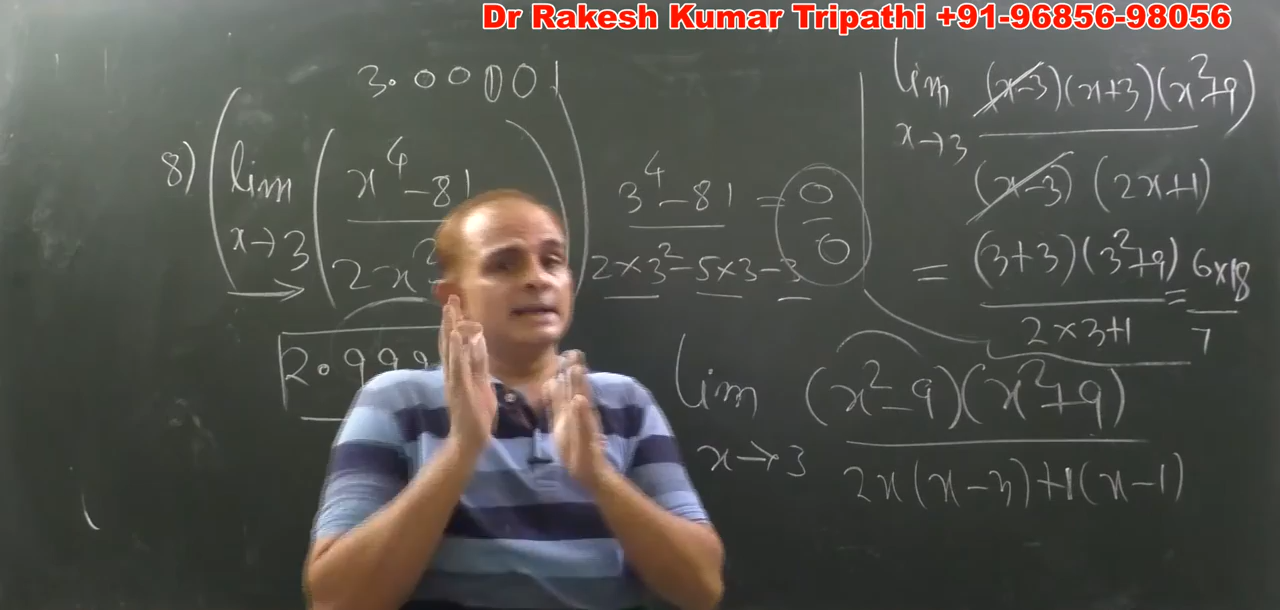 Dr Rakesh Kumar Tripathi +91-96856-98056
3.00001
8) lim x→3 x⁴-81
2x²
3⁴-81 / 2×3²-5×3-3 = 0/0
2.999
lim x→3 (x-3)(x+3)(x²+9) / (x-3)(2x+1)
= (3+3)(3²+9) / 2×3+1 = 6×18 / 7
lim x→3 (x²-9)(x²+9) / 2x(x-3)+1(x-1)